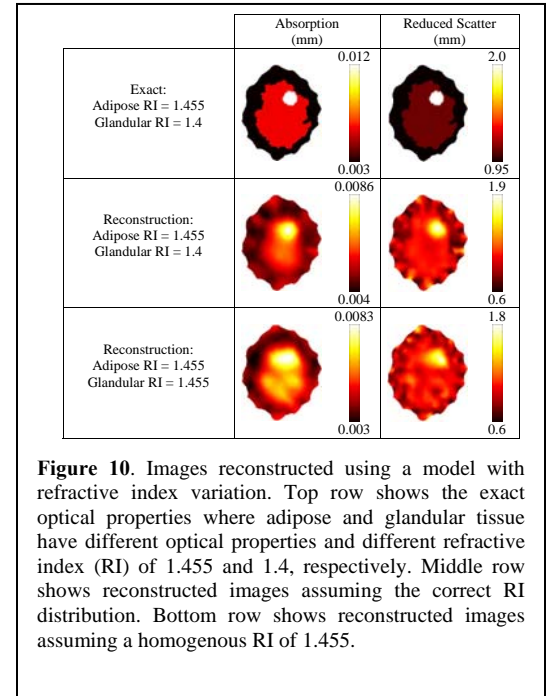 Absorption
(mm)
Reduced Scatter
(mm)
Exact:
Adipose RI = 1.455
Glandular RI = 1.4
0.012
0.003
2.0
0.95
Reconstruction:
Adipose RI = 1.455
Glandular RI = 1.4
0.0086
0.004
1.9
0.6
Reconstruction:
Adipose RI = 1.455
Glandular RI = 1.455
0.0083
0.003
1.8
0.6
Figure 10. Images reconstructed using a model with
refractive index variation. Top row shows the exact
optical properties where adipose and glandular tissue
have different optical properties and different refractive
index (RI) of 1.455 and 1.4, respectively. Middle row
shows reconstructed images assuming the correct RI
distribution. Bottom row shows reconstructed images
assuming a homogenous RI of 1.455.